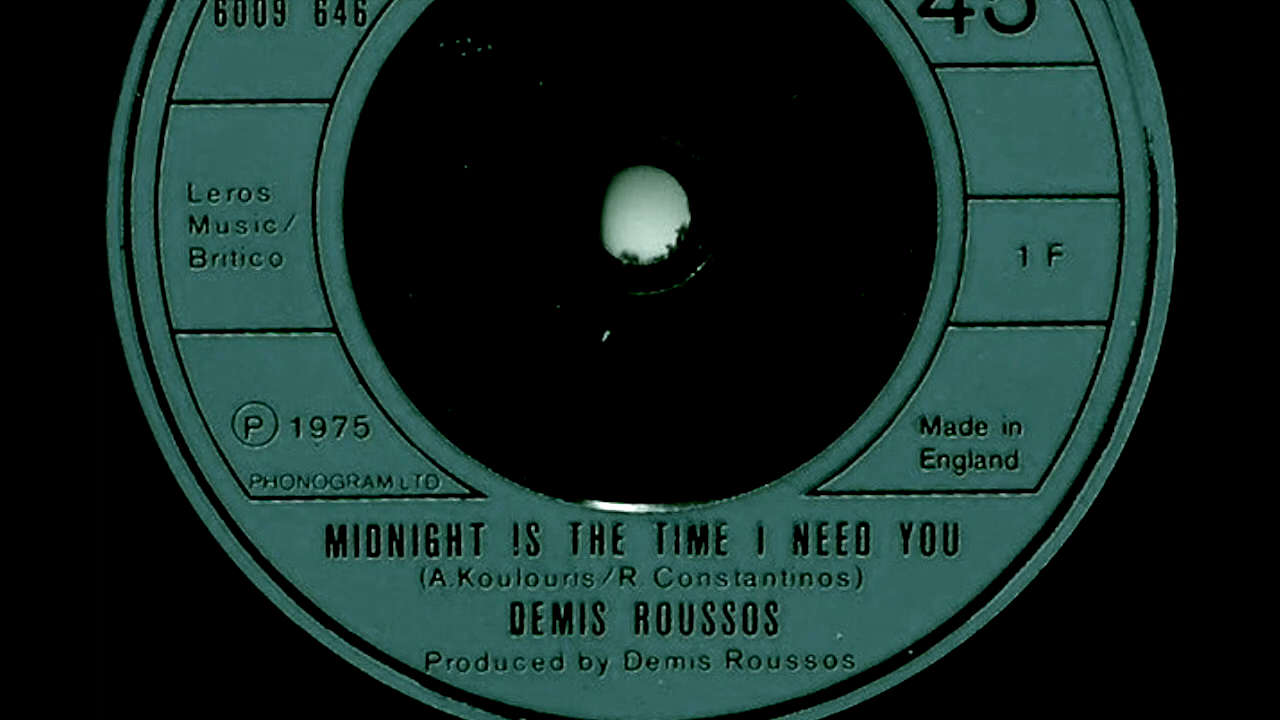 6009 646
45
Leros
Music/
Britico
1 F
Ⓟ 1975
PHONOGRAM LTD
Made in
England
MIDNIGHT IS THE TIME I NEED YOU
(A.Koulouris/R. Constantinos)
DEMIS ROUSSOS
Produced by Demis Roussos